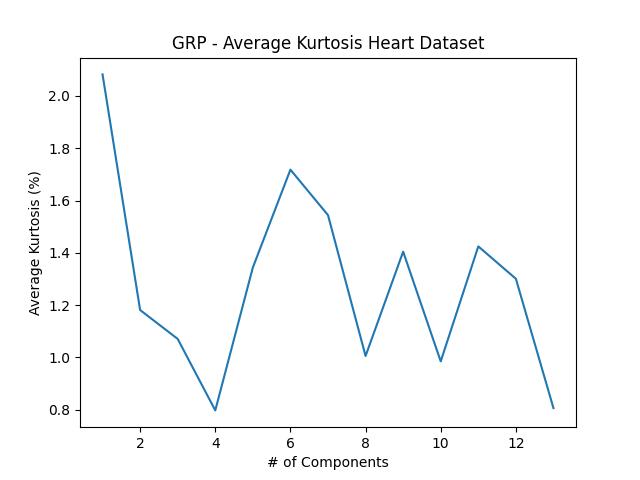 GRP - Average Kurtosis Heart Dataset
Average Kurtosis (%)
2.0
1.8
1.6
1.4
1.2
1.0
0.8
2 4 6 8 10 12
# of Components